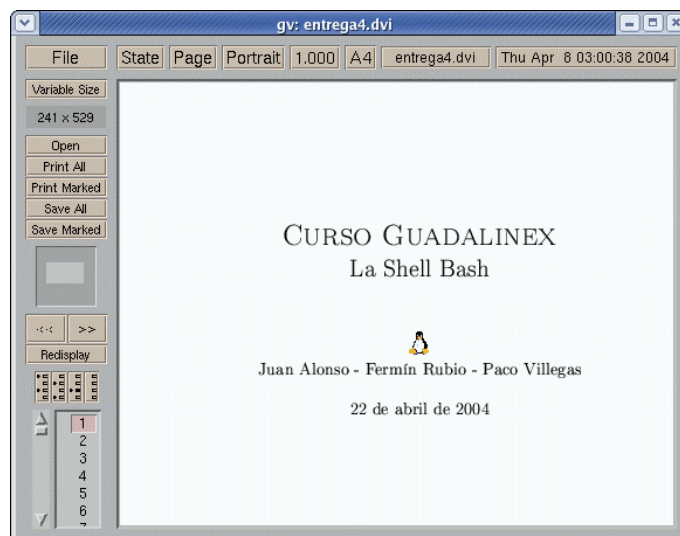 gv: entrega4.dvi
File State Page Portrait 1.000 A4 entrega4.dvi Thu Apr 8 03:00:38 2004
Variable Size
241 x 529
Open
Print All
Print Marked
Save All
Save Marked
<< >>
Redisplay
1
2
3
4
5
6
CURSO GUADALINEX
La Shell Bash
Juan Alonso - Fermín Rubio - Paco Villegas
22 de abril de 2004